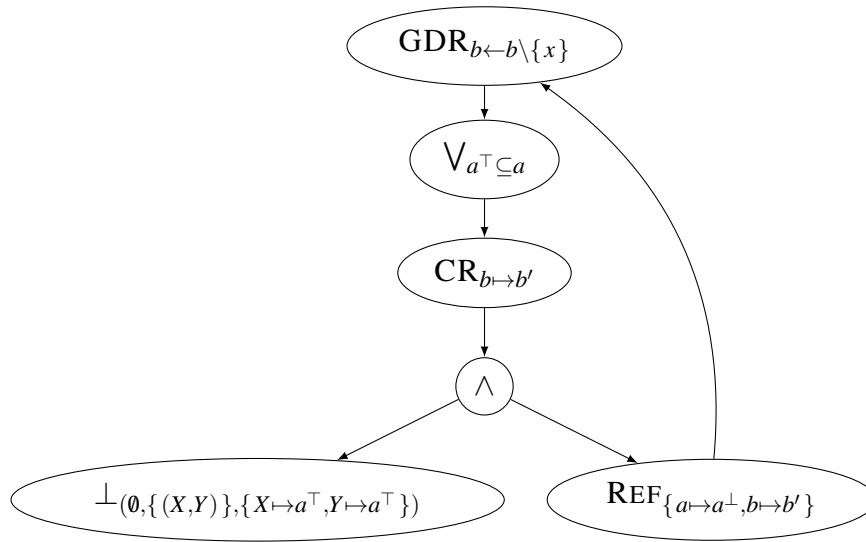 GDR_{b←b\{x}}
⋁_{a^⊤⊆a}
CR_{b↦b′}
∧
⊥_{(∅,{(X,Y)},{X↦a^⊤,Y↦a^⊤})}
REF_{{a↦a^⊥,b↦b′}}